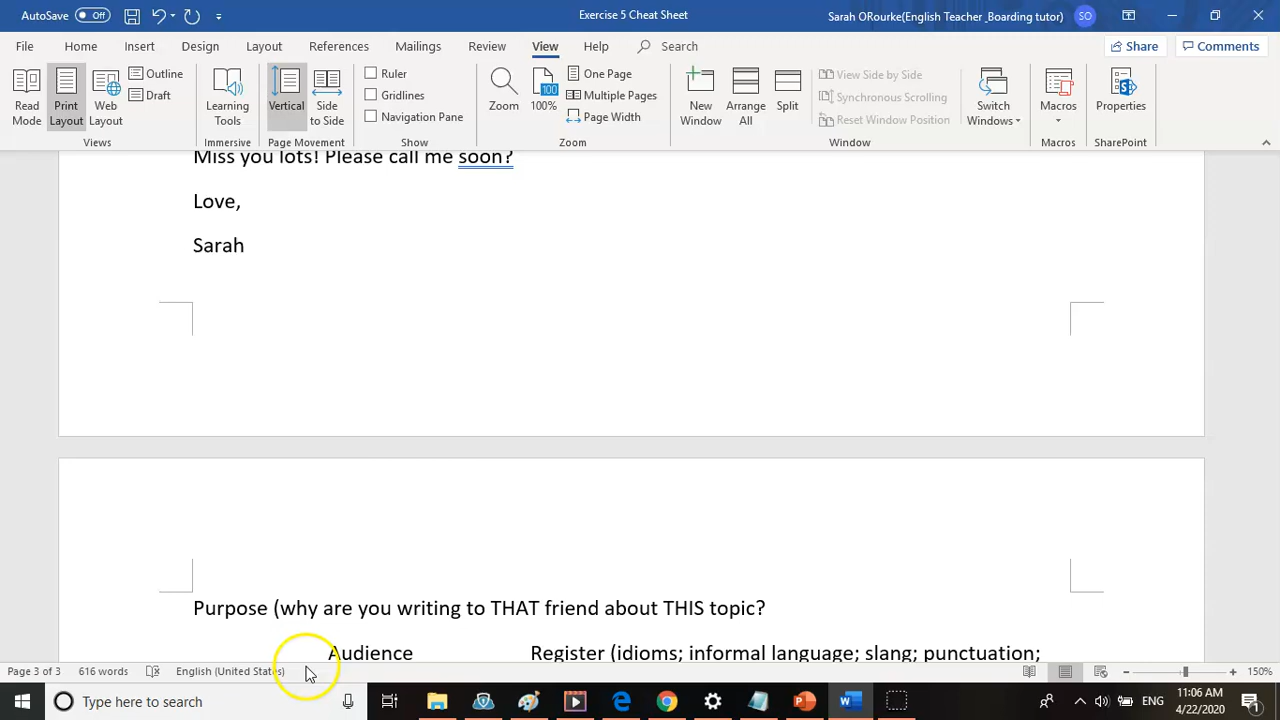 AutoSave Off Exercise 5 Cheat Sheet Sarah ORourke(English Teacher _Boarding tutor) SO
File Home Insert Design Layout References Mailings Review View Help Search Share Comments
Read Mode
Print Layout
Web Layout
Outline
Draft
Views
Learning Tools
Immersive
Vertical
Side to Side
Page Movement
Ruler
Gridlines
Navigation Pane
Show
Zoom
100
100%
One Page
Multiple Pages
Page Width
Zoom
New Window
Arrange All
Split
View Side by Side
Synchronous Scrolling
Reset Window Position
Window
Switch Windows
Macros
Macros
Properties
SharePoint
Miss you lots! Please call me soon?
Love,
Sarah
Purpose (why are you writing to THAT friend about THIS topic?
Audience Register (idioms; informal language; slang; punctuation;
Page 3 of 3 616 words English (United States) 150%
Type here to search ENG 11:06 AM
4/22/2020 1